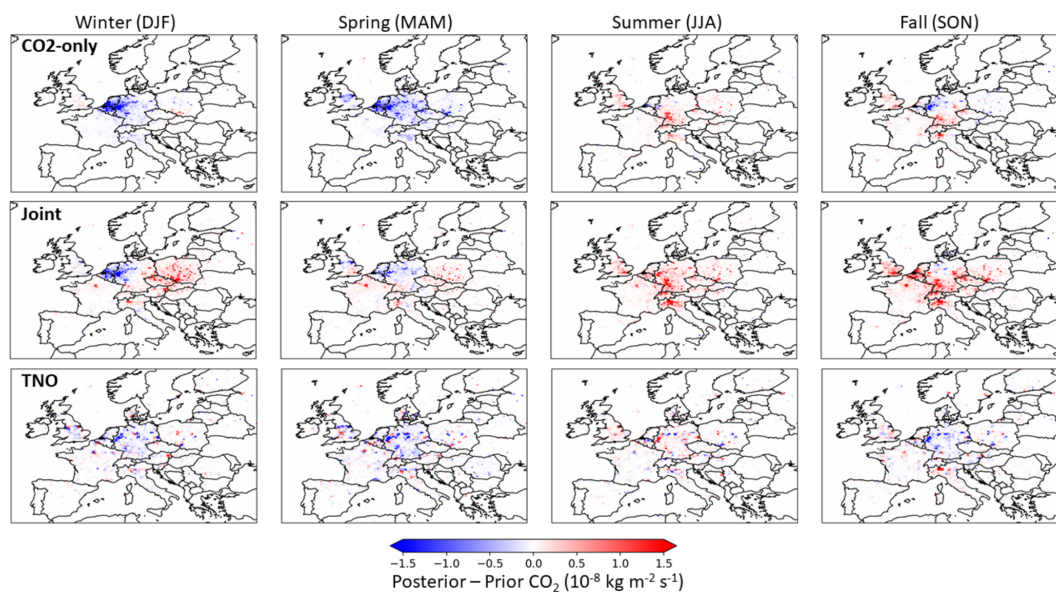 Winter (DJF) Spring (MAM) Summer (JJA) Fall (SON)
CO2-only
Joint
TNO
−1.5 −1.0 −0.5 0.0 0.5 1.0 1.5
Posterior – Prior CO₂ (10⁻⁸ kg m⁻² s⁻¹)